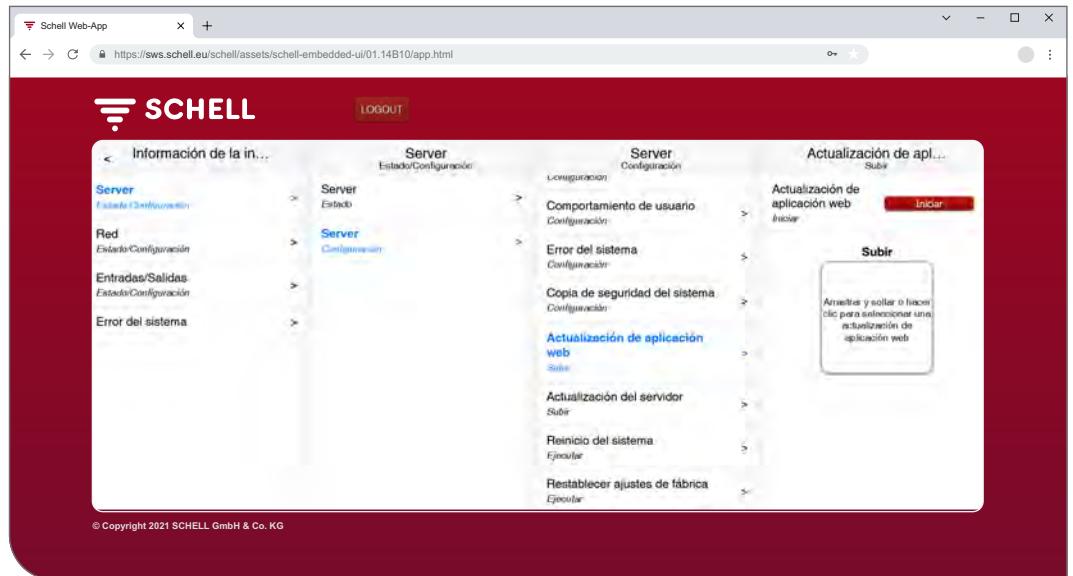 Schell Web-App
https://sws.schell.eu/schell/assets/schell-embedded-ui/01.14B10/app.html
SCHELL
LOGOUT
< Información de la in...
Server
Estado/Configuración
>
Red
Estado/Configuración
>
Entradas/Salidas
Estado/Configuración
>
Error del sistema
>
Server
Estado/Configuración
Server
Estado
>
Server
Configuración
>
Server
Configuración
Configuración
Comportamiento de usuario
Configuración
>
Error del sistema
Configuración
>
Copia de seguridad del sistema
Configuración
>
Actualización de aplicación
web
Subir
>
Actualización del servidor
Subir
>
Reinicio del sistema
Ejecutar
>
Restablecer ajustes de fábrica
Ejecutar
>
Actualización de apl...
Subir
Actualización de
aplicación web
Iniciar
Iniciar
Subir
Arrastrar y soltar o hacer
clic para seleccionar una
actualización de
aplicación web
© Copyright 2021 SCHELL GmbH & Co. KG